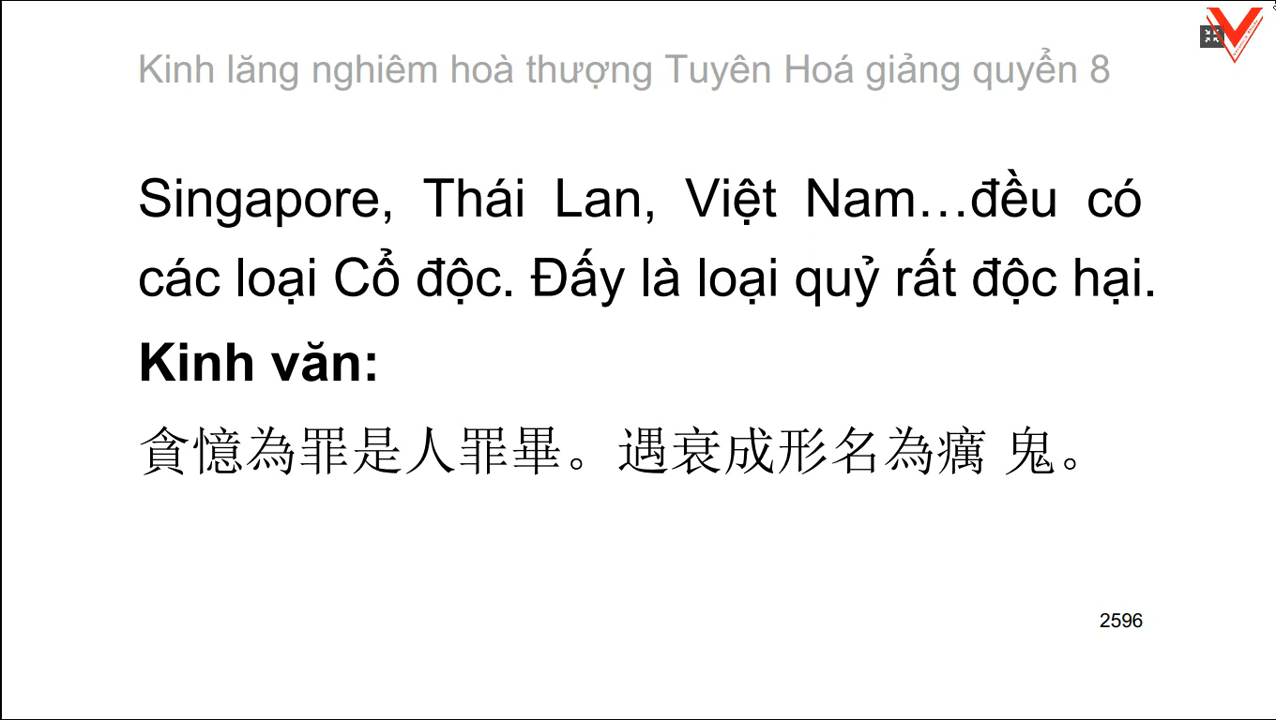 Kinh lăng nghiêm hoà thượng Tuyên Hoá giảng quyển 8
Singapore, Thái Lan, Việt Nam…đều có
các loại Cổ độc. Đấy là loại quỷ rất độc hại.
Kinh văn:
貪憶為罪是人罪畢。遇衰成形名為癘 鬼。
2596